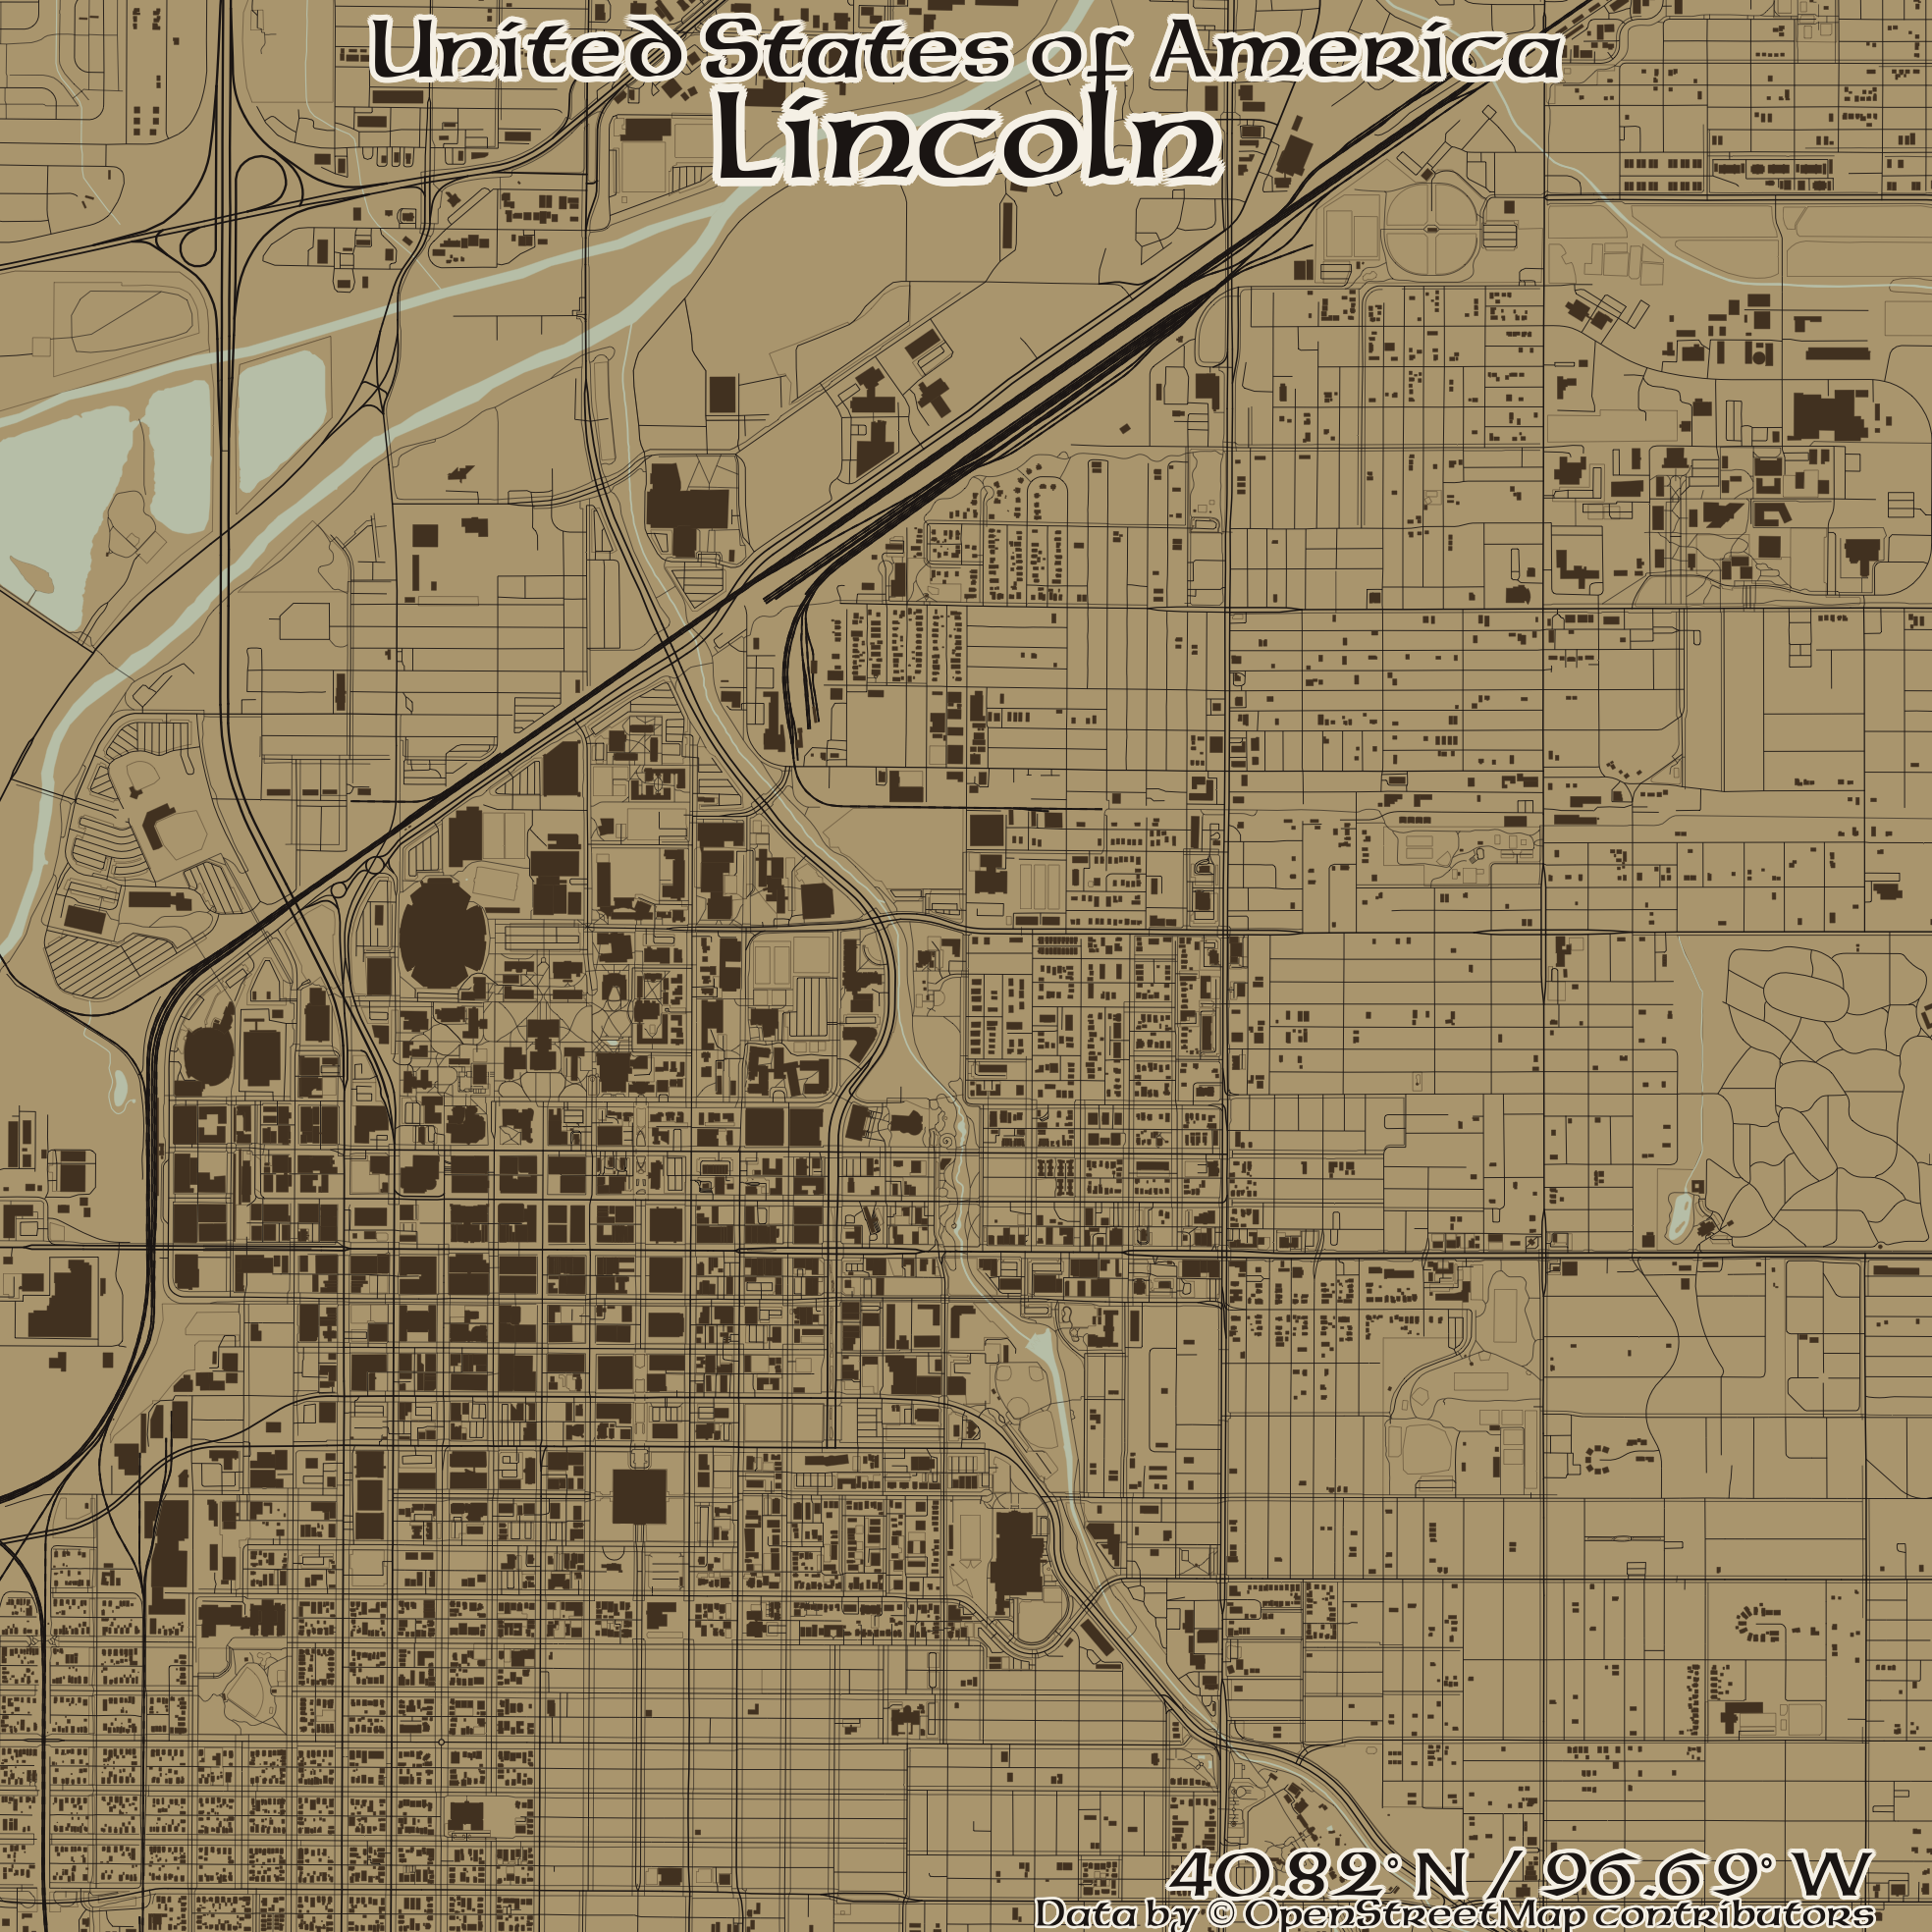 United States of America
Lincoln
40.82° N / 96.69° W
Data by © OpenStreetMap contributors